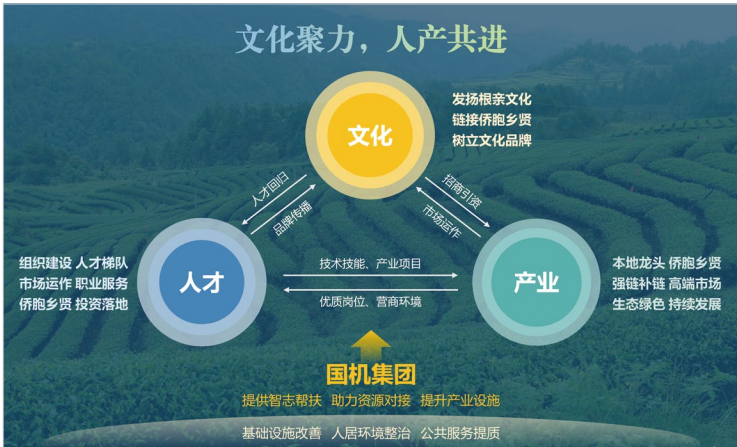 文化聚力，人产共进
文化
发扬根亲文化
链接侨胞乡贤
树立文化品牌
人才回归
品牌传播
招商引资
市场运作
组织建设 人才梯队
市场运作 职业服务
侨胞乡贤 投资落地
人才
技术技能、产业项目
优质岗位、营商环境
产业
本地龙头 侨胞乡贤
强链补链 高端市场
生态绿色 持续发展
国机集团
提供智志帮扶 助力资源对接 提升产业设施
基础设施改善 人居环境整治 公共服务提质